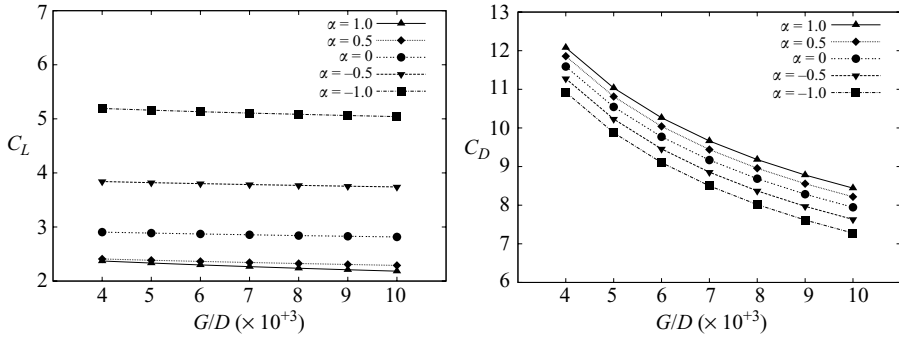 7
6
5
4
3
2
C_L
α = 1.0
α = 0.5
α = 0
α = –0.5
α = –1.0
4 5 6 7 8 9 10
G/D (× 10⁺³)
13
12
11
10
9
8
7
6
C_D
α = 1.0
α = 0.5
α = 0
α = –0.5
α = –1.0
4 5 6 7 8 9 10
G/D (× 10⁺³)